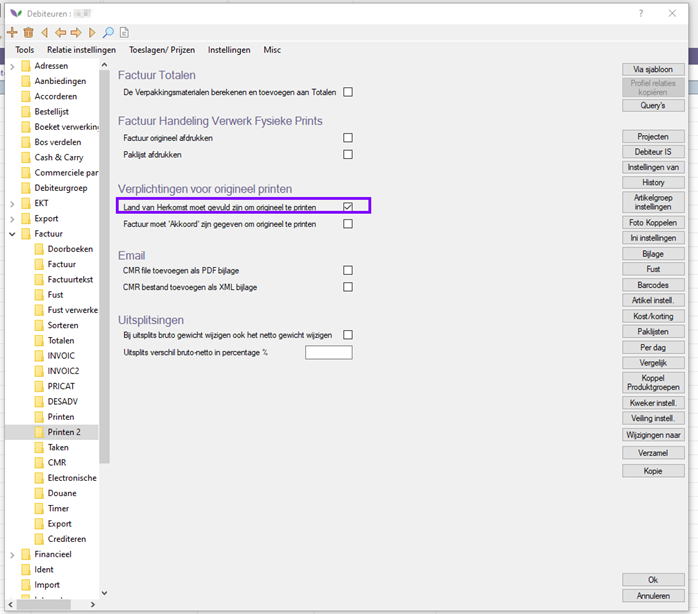 Debiteuren :
Tools Relatie instellingen Toeslagen/ Prijzen Instellingen Misc
Adressen
Aanbiedingen
Accorderen
Bestellijst
Boeket verwerking
Bos verdelen
Cash & Carry
Commerciele par
Debiteurgroep
EKT
Export
Factuur
Doorboeken
Factuur
Factuurtekst
Fust
Fust verwerke
Sorteren
Totalen
INVOIC
INVOIC2
PRICAT
DESADV
Printen
Printen 2
Taken
CMR
Electronische
Douane
Timer
Export
Crediteren
Financieel
Ident
Import
Factuur Totalen
De Verpakkingsmaterialen berekenen en toevoegen aan Totalen
Factuur Handeling Verwerk Fysieke Prints
Factuur origineel afdrukken
Paklijst afdrukken
Verplichtingen voor origineel printen
Land van Herkomst moet gevuld zijn om origineel te printen
Factuur moet 'Akkoord' zijn gegeven om origineel te printen
Email
CMR file toevoegen als PDF bijlage
CMR bestand toevoegen als XML bijlage
Uitsplitsingen
Bij uitsplits bruto gewicht wijzigen ook het netto gewicht wijzigen
Uitsplits verschil bruto-netto in percentage %
Via sjabloon
Profiel relaties
kopiëren
Query's
Projecten
Debiteur IS
Instellingen van
History
Artikelgroep
instellingen
Foto Koppelen
Ini instellingen
Bijlage
Fust
Barcodes
Artikel instell.
Kost/korting
Paklijsten
Per dag
Vergelijk
Koppel
Produktgroepen
Kweker instell.
Veiling instell.
Wijzigingen naar
Verzamel
Kopie
Ok
Annuleren